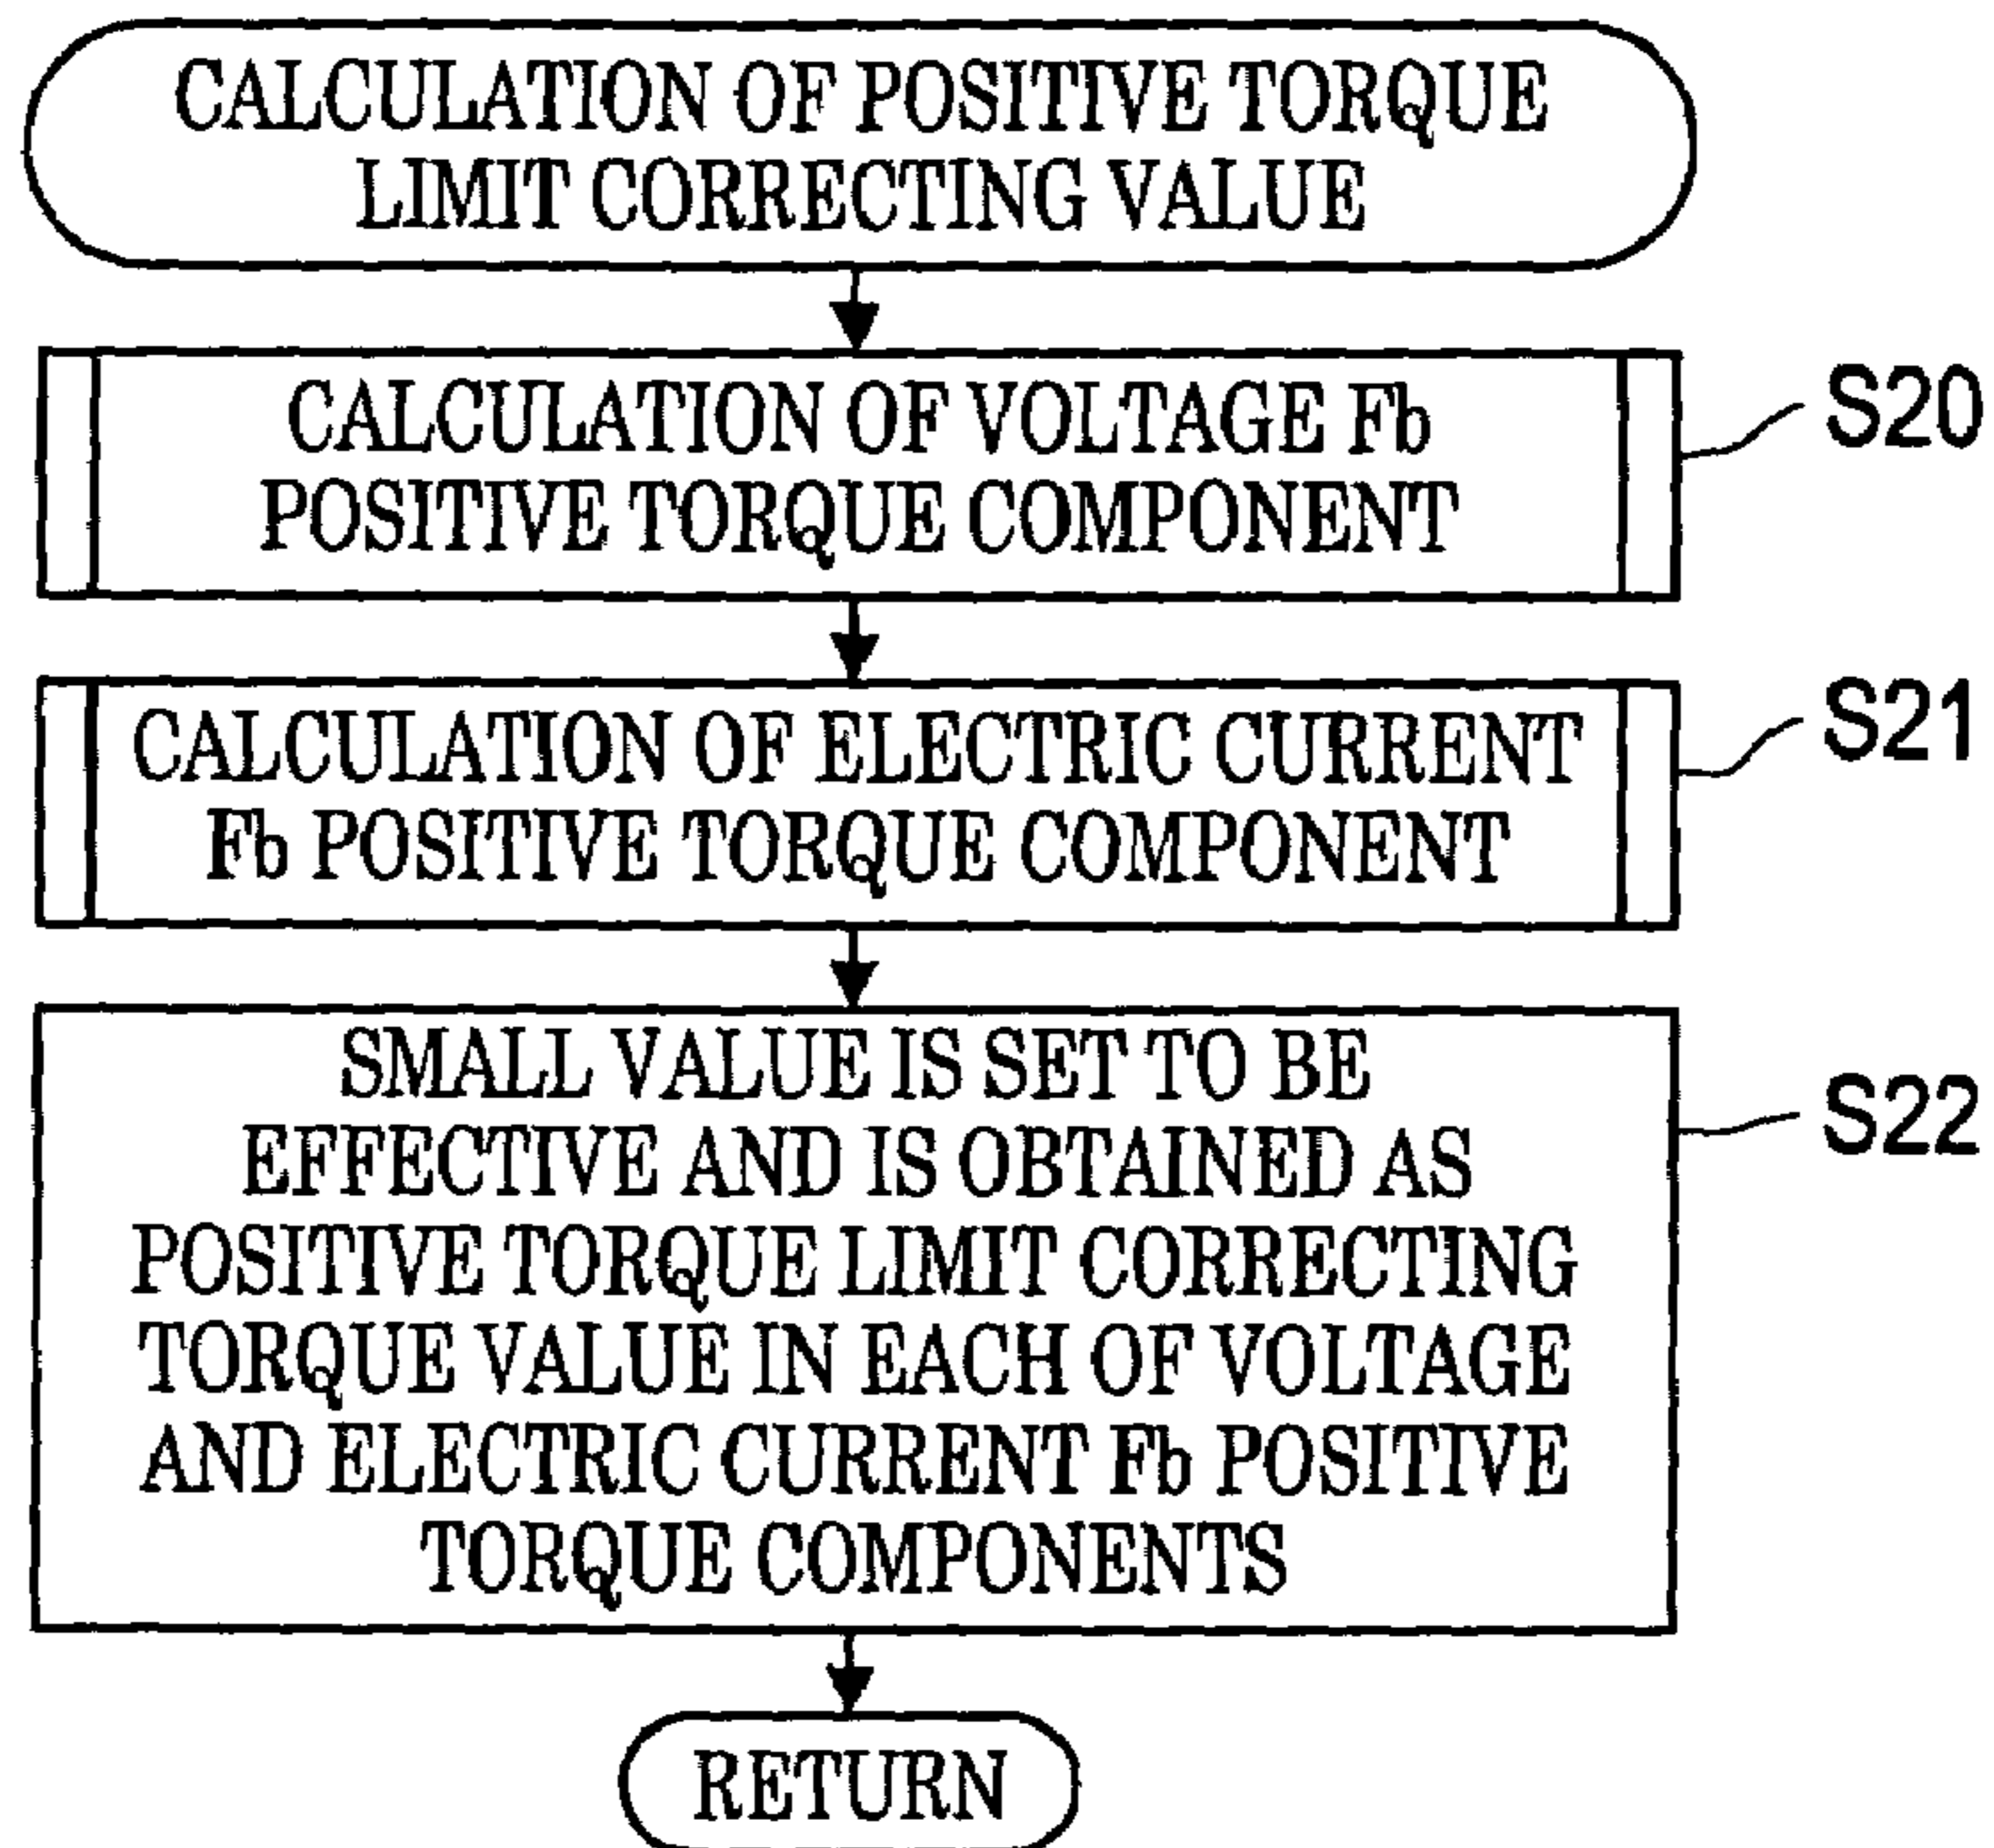 CALCULATION OF POSITIVE TORQUE
LIMIT CORRECTING VALUE
CALCULATION OF VOLTAGE Fb
POSITIVE TORQUE COMPONENT
S20
CALCULATION OF ELECTRIC CURRENT
Fb POSITIVE TORQUE COMPONENT
S21
SMALL VALUE IS SET TO BE
EFFECTIVE AND IS OBTAINED AS
POSITIVE TORQUE LIMIT CORRECTING
TORQUE VALUE IN EACH OF VOLTAGE
AND ELECTRIC CURRENT Fb POSITIVE
TORQUE COMPONENTS
S22
RETURN